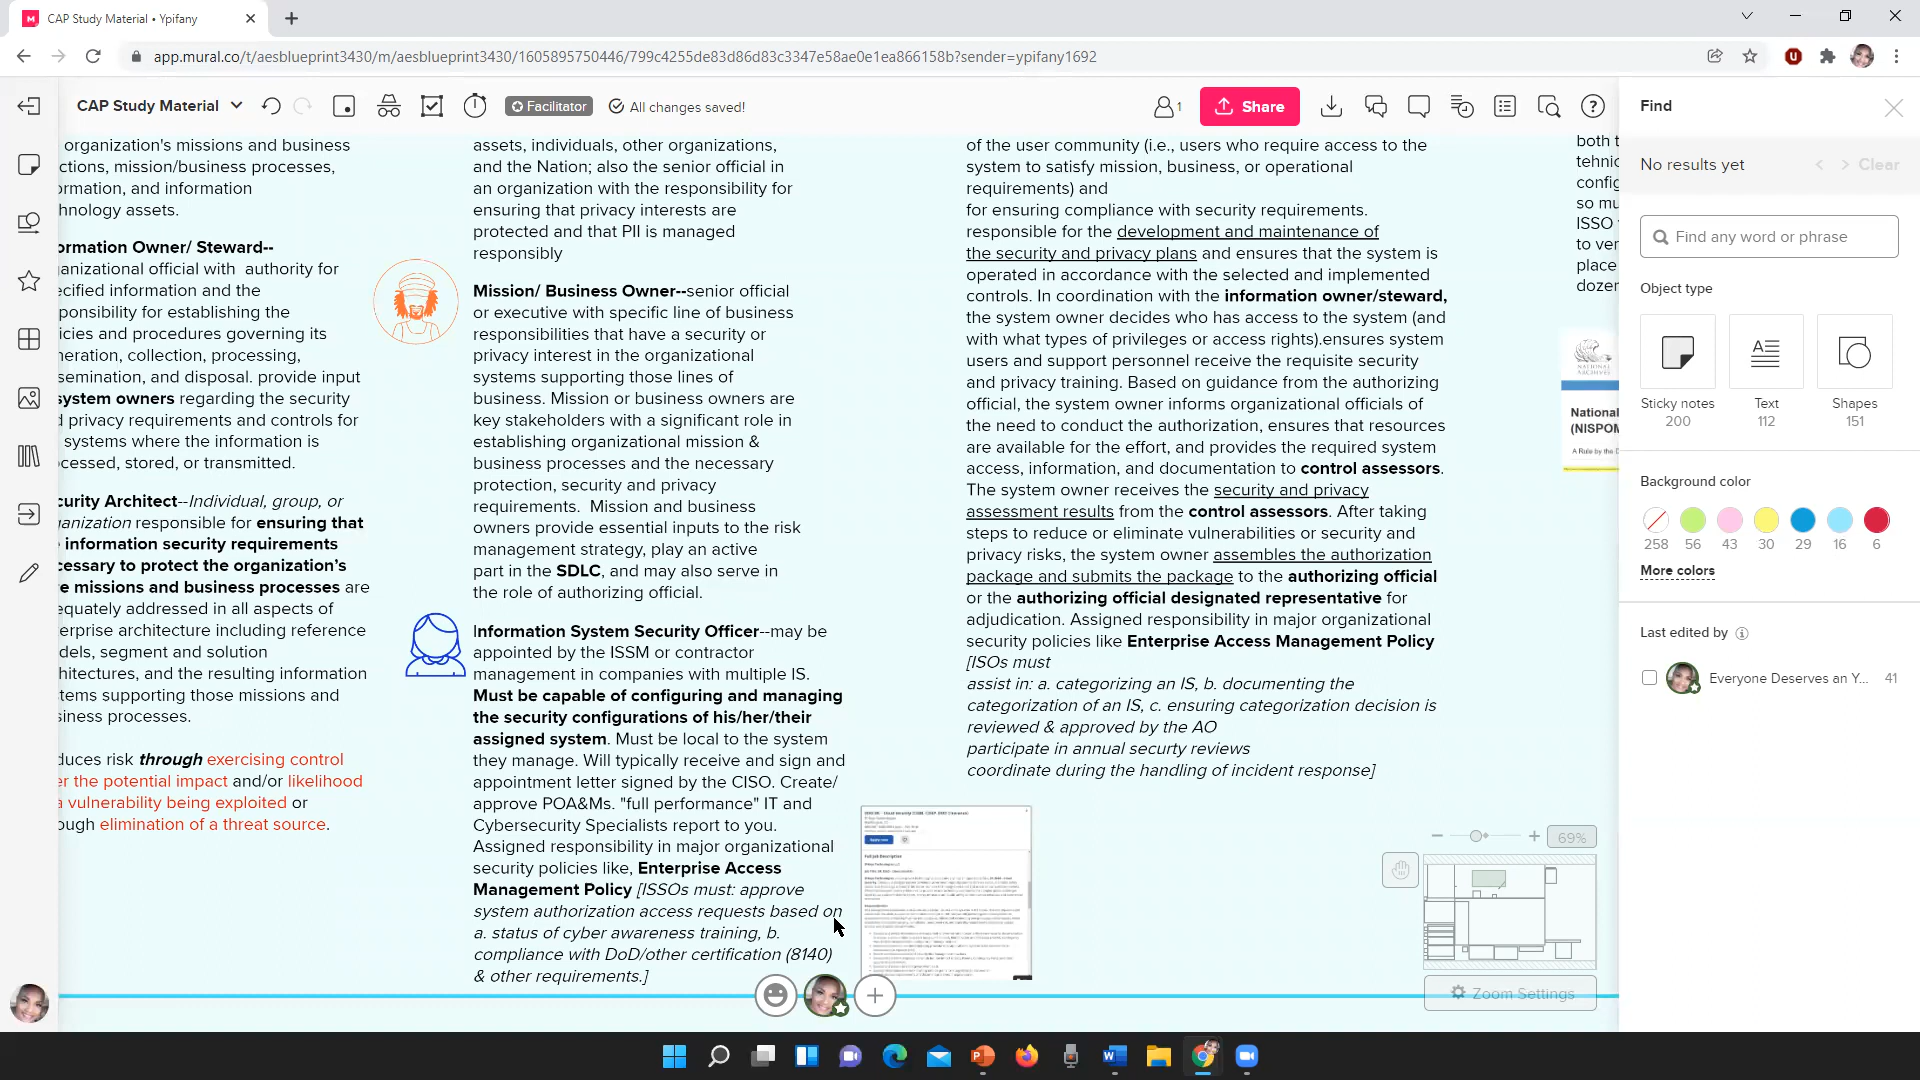 CAP Study Material • Ypifany
app.mural.co/t/aesblueprint3430/m/aesblueprint3430/1605895750446/799c4255de83d86d83c3347e58ae0e1ea866158b?sender=ypifany1692
CAP Study Material
Facilitator
All changes saved!
1
Share
organization's missions and business
ctions, mission/business processes,
ormation, and information
hnology assets.
ormation Owner/ Steward--
ganizational official with authority for
ecified information and the
sponsibility for establishing the
licies and procedures governing its
neration, collection, processing,
semination, and disposal. provide input
system owners regarding the security
d privacy requirements and controls for
systems where the information is
cessed, stored, or transmitted.
curity Architect--Individual, group, or
ganization responsible for ensuring that
information security requirements
cessary to protect the organization's
e missions and business processes are
equately addressed in all aspects of
erprise architecture including reference
dels, segment and solution
hitectures, and the resulting information
tems supporting those missions and
siness processes.
duces risk through exercising control
er the potential impact and/or likelihood
a vulnerability being exploited or
ough elimination of a threat source.
assets, individuals, other organizations,
and the Nation; also the senior official in
an organization with the responsibility for
ensuring that privacy interests are
protected and that PII is managed
responsibly
Mission/ Business Owner--senior official
or executive with specific line of business
responsibilities that have a security or
privacy interest in the organizational
systems supporting those lines of
business. Mission or business owners are
key stakeholders with a significant role in
establishing organizational mission &
business processes and the necessary
protection, security and privacy
requirements. Mission and business
owners provide essential inputs to the risk
management strategy, play an active
part in the SDLC, and may also serve in
the role of authorizing official.
Information System Security Officer--may be
appointed by the ISSM or contractor
management in companies with multiple IS.
Must be capable of configuring and managing
the security configurations of his/her/their
assigned system. Must be local to the system
they manage. Will typically receive and sign and
appointment letter signed by the CISO. Create/
approve POA&Ms. "full performance" IT and
Cybersecurity Specialists report to you.
Assigned responsibility in major organizational
security policies like, Enterprise Access
Management Policy [ISSOs must: approve
system authorization access requests based on
a. status of cyber awareness training, b.
compliance with DoD/other certification (8140)
& other requirements.]
of the user community (i.e., users who require access to the
system to satisfy mission, business, or operational
requirements) and
for ensuring compliance with security requirements.
responsible for the development and maintenance of
the security and privacy plans and ensures that the system is
operated in accordance with the selected and implemented
controls. In coordination with the information owner/steward,
the system owner decides who has access to the system (and
with what types of privileges or access rights).ensures system
users and support personnel receive the requisite security
and privacy training. Based on guidance from the authorizing
official, the system owner informs organizational officials of
the need to conduct the authorization, ensures that resources
are available for the effort, and provides the required system
access, information, and documentation to control assessors.
The system owner receives the security and privacy
assessment results from the control assessors. After taking
steps to reduce or eliminate vulnerabilities or security and
privacy risks, the system owner assembles the authorization
package and submits the package to the authorizing official
or the authorizing official designated representative for
adjudication. Assigned responsibility in major organizational
security policies like Enterprise Access Management Policy
[ISOs must
assist in: a. categorizing an IS, b. documenting the
categorization of an IS, c. ensuring categorization decision is
reviewed & approved by the AO
participate in annual securty reviews
coordinate during the handling of incident response]
Full Job Description
both t
tehnic
config
so mu
ISSO
to ver
place
dozer
NATIONAL
ARCHIVES
National
(NISPOM
A Rule by the D
69%
Zoom Settings
Find
No results yet
Clear
Find any word or phrase
Object type
Sticky notes
200
Text
112
Shapes
151
Background color
258 56 43 30 29 16 6
More colors
Last edited by
Everyone Deserves an Y... 41